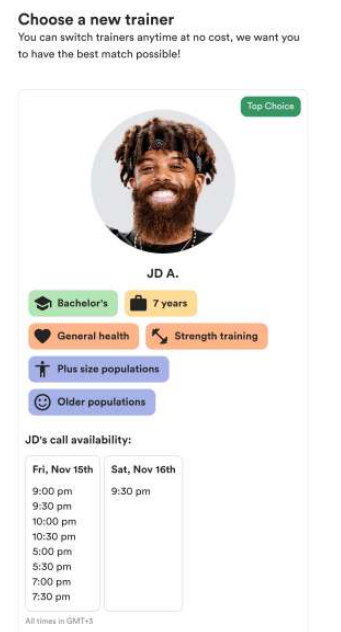 Choose a new trainer
You can switch trainers anytime at no cost, we want you
to have the best match possible!
Top Choice
JD A.
Bachelor's
7 years
General health
Strength training
Plus size populations
Older populations
JD's call availability:
Fri, Nov 15th
9:00 pm
9:30 pm
10:00 pm
10:30 pm
5:00 pm
5:30 pm
7:00 pm
7:30 pm
Sat, Nov 16th
9:30 pm
All times in GMT+5